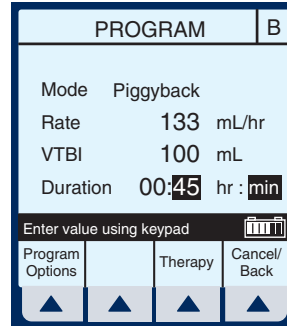 PROGRAM B
Mode Piggyback
Rate 133 mL/hr
VTBI 100 mL
Duration 00:45 hr : min
Enter value using keypad
Program Options Therapy Cancel/ Back